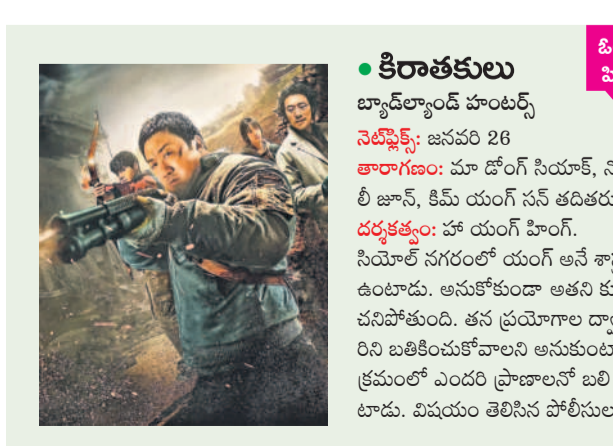 • కిరాతకులు
బ్యాడ్‌ల్యాండ్ హంటర్స్
నెట్‌ఫ్లిక్స్: జనవరి 26
తారాగణం: మా డోంగ్ సియాక్,
లీ జూన్, కిమ్ యంగ్ సన్ తదితరు
దర్శకత్వం: హా యంగ్ హింగ్.
సియోల్ నగరంలో యంగ్ అనే శా
ఉంటాడు. అనుకోకుండా అతని కు
చనిపోతుంది. తన ప్రయోగాల ద్వా
రిని బతికించుకోవాలని అనుకుంటా
క్రమంలో ఎందరి ప్రాణాలనో బలి
టాడు. విషయం తెలిసిన పోలీసుల